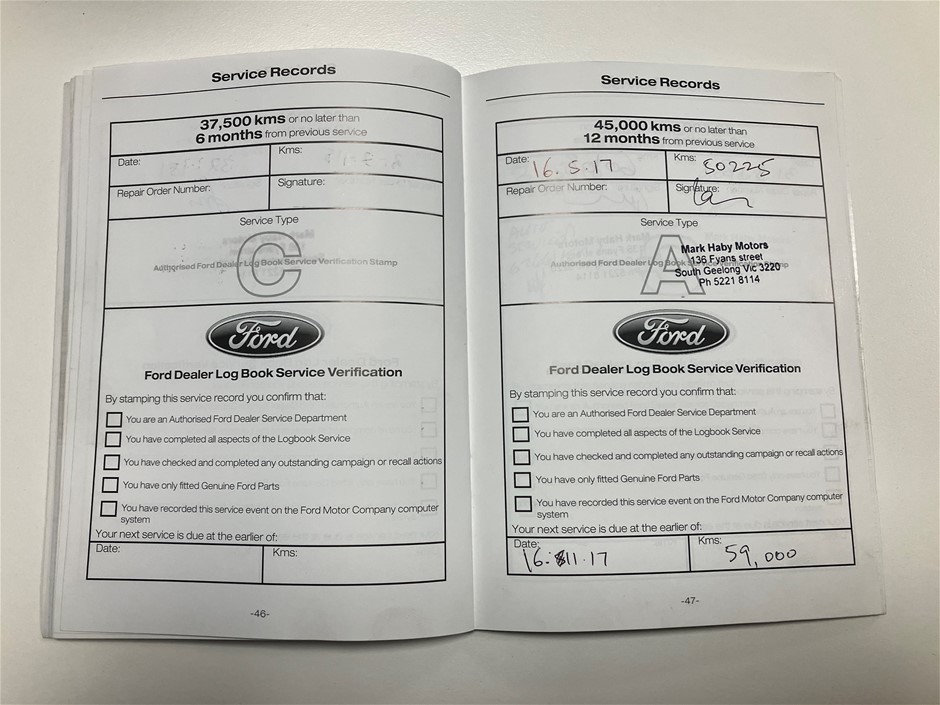 Service Records
37,500 kms or no later than
6 months from previous service
Date:
Kms:
Repair Order Number:
Signature:
Service Type
C
Authorised Ford Dealer Log Book Service Verification Stamp
Ford
Ford Dealer Log Book Service Verification
By stamping this service record you confirm that:
You are an Authorised Ford Dealer Service Department
You have completed all aspects of the Logbook Service
You have checked and completed any outstanding campaign or recall actions
You have only fitted Genuine Ford Parts
You have recorded this service event on the Ford Motor Company computer
system
Your next service is due at the earlier of:
Date:
Kms:
-46-
Service Records
45,000 kms or no later than
12 months from previous service
Date: 16.5.17
Kms: 50225
Repair Order Number:
Signature:
Service Type
A
Mark Haby Motors
136 Fyans street
Authorised Ford Dealer Log Book Service Verification Stamp
South Geelong Vic 3220
Ph 5221 8114
Ford
Ford Dealer Log Book Service Verification
By stamping this service record you confirm that:
You are an Authorised Ford Dealer Service Department
You have completed all aspects of the Logbook Service
You have checked and completed any outstanding campaign or recall actions
You have only fitted Genuine Ford Parts
You have recorded this service event on the Ford Motor Company computer
system
Your next service is due at the earlier of:
Date: 16.11.17
Kms: 59,000
-47-